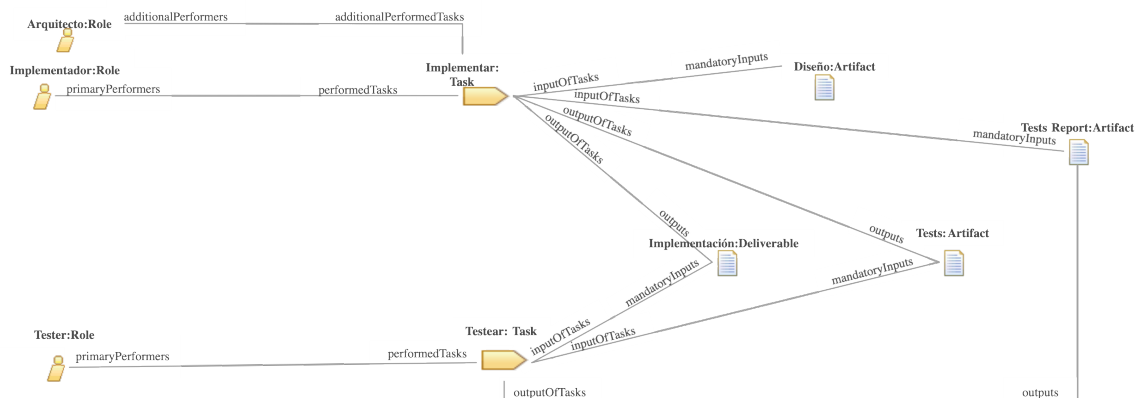 additionalPerformers
additionalPerformedTasks
Arquitecto:Role
Implementador:Role
primaryPerformers
performedTasks
Implementar:
Task
inputOfTasks
mandatoryInputs
Diseño:Artifact
inputOfTasks
mandatoryInputs
Tests Report:Artifact
outputOfTasks
outputOfTasks
outputs
outputs
Implementación:Deliverable
Tests:Artifact
mandatoryInputs
mandatoryInputs
Tester:Role
primaryPerformers
performedTasks
Testear: Task
inputOfTasks
inputOfTasks
outputOfTasks
outputs